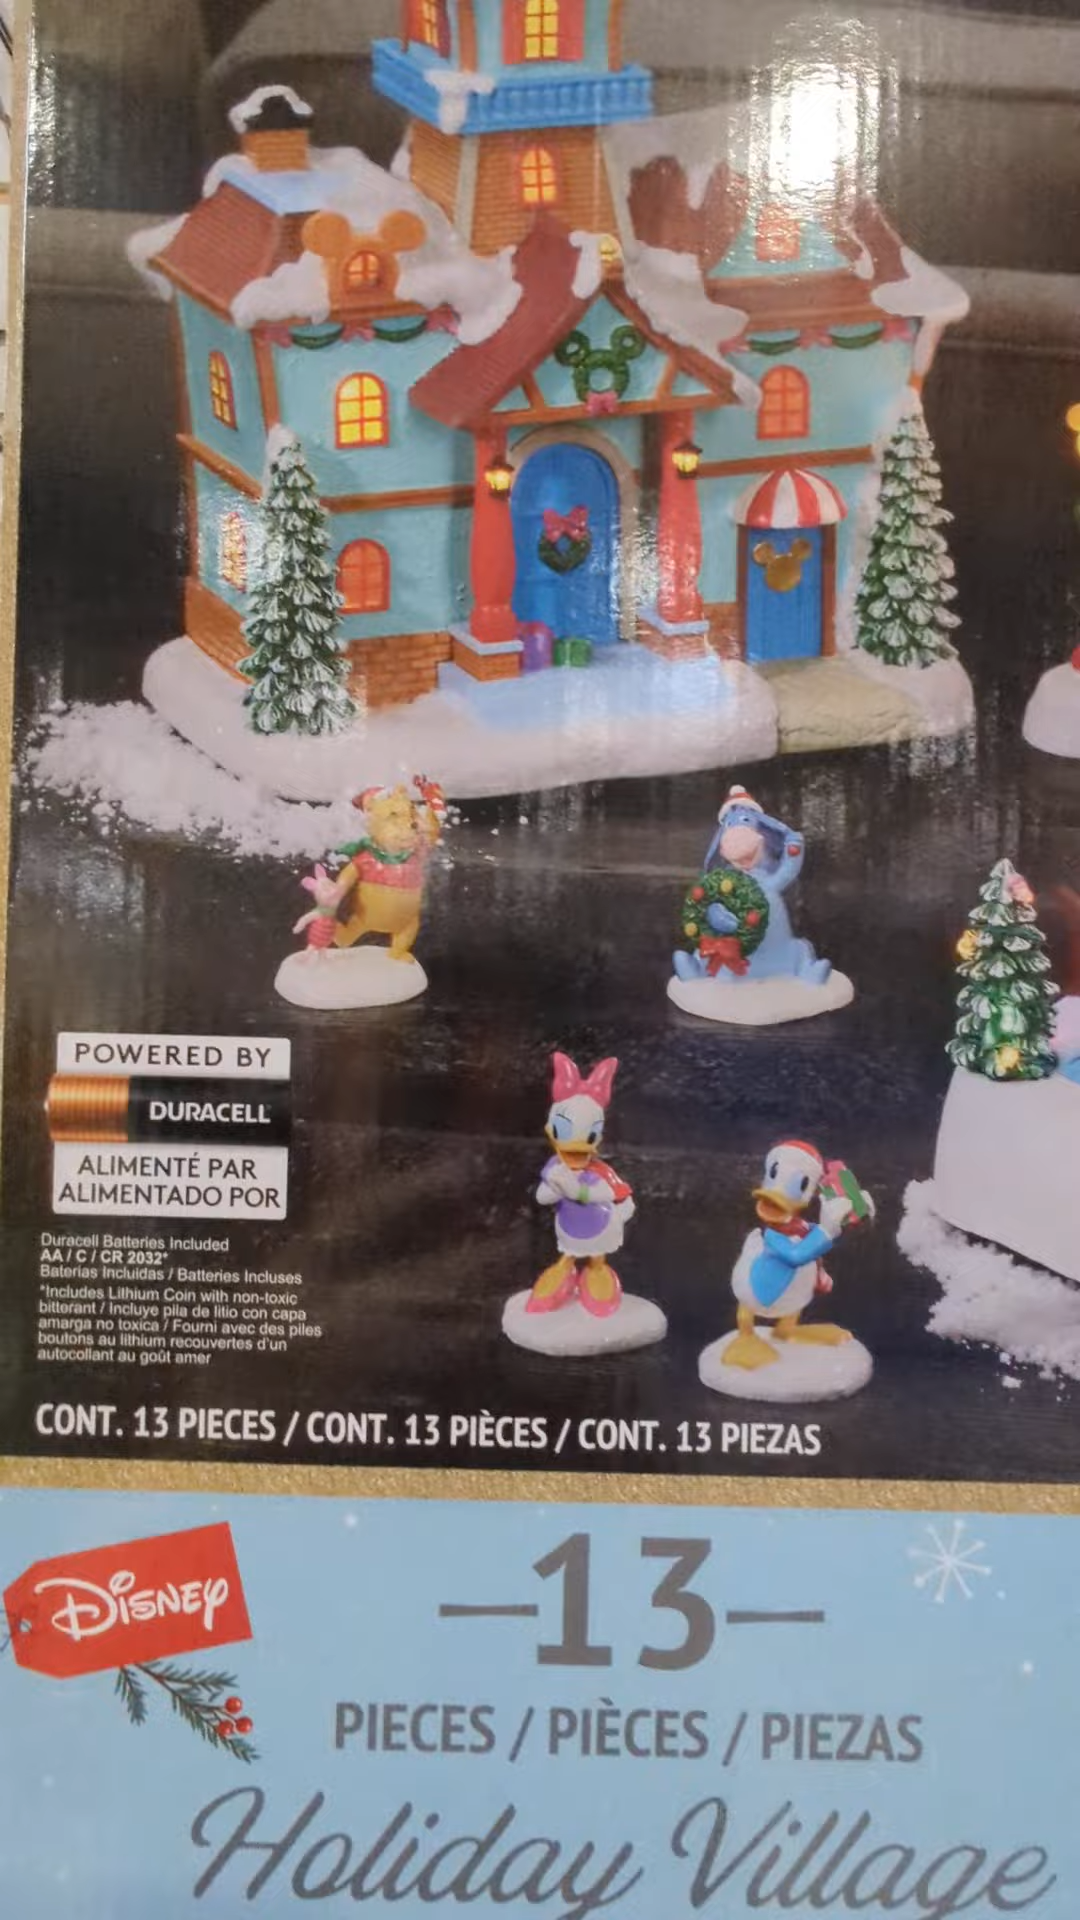 POWERED BY
DURACELL
ALIMENTÉ PAR
ALIMENTADO POR
Duracell Batteries Included
AA / C / CR 2032*
Baterías Incluidas / Batteries Incluses
*Includes Lithium Coin with non-toxic
bitterant / Incluye pila de litio con capa
amarga no toxica / Fourni avec des piles
boutons au lithium recouvertes d'un
autocollant au goût amer
CONT. 13 PIECES / CONT. 13 PIÈCES / CONT. 13 PIEZAS
DISNEY
—13—
PIECES / PIÈCES / PIEZAS
Holiday Village